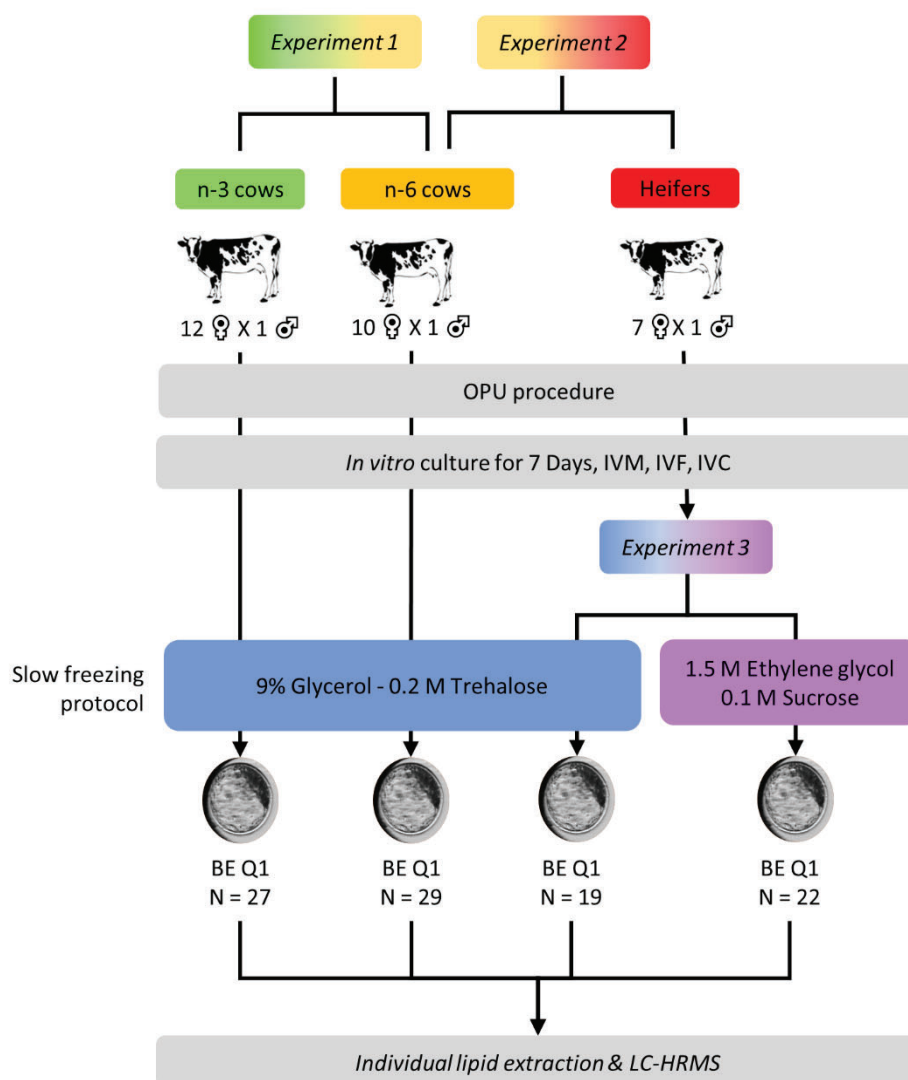 Experiment 1
Experiment 2
n-3 cows
n-6 cows
Heifers
12 X 1
10 X 1
7 X 1
OPU procedure
In vitro culture for 7 Days, IVM, IVF, IVC
Experiment 3
Slow freezing
protocol
9% Glycerol - 0.2 M Trehalose
1.5 M Ethylene glycol
0.1 M Sucrose
BE Q1
N = 27
BE Q1
N = 29
BE Q1
N = 19
BE Q1
N = 22
Individual lipid extraction & LC-HRMS